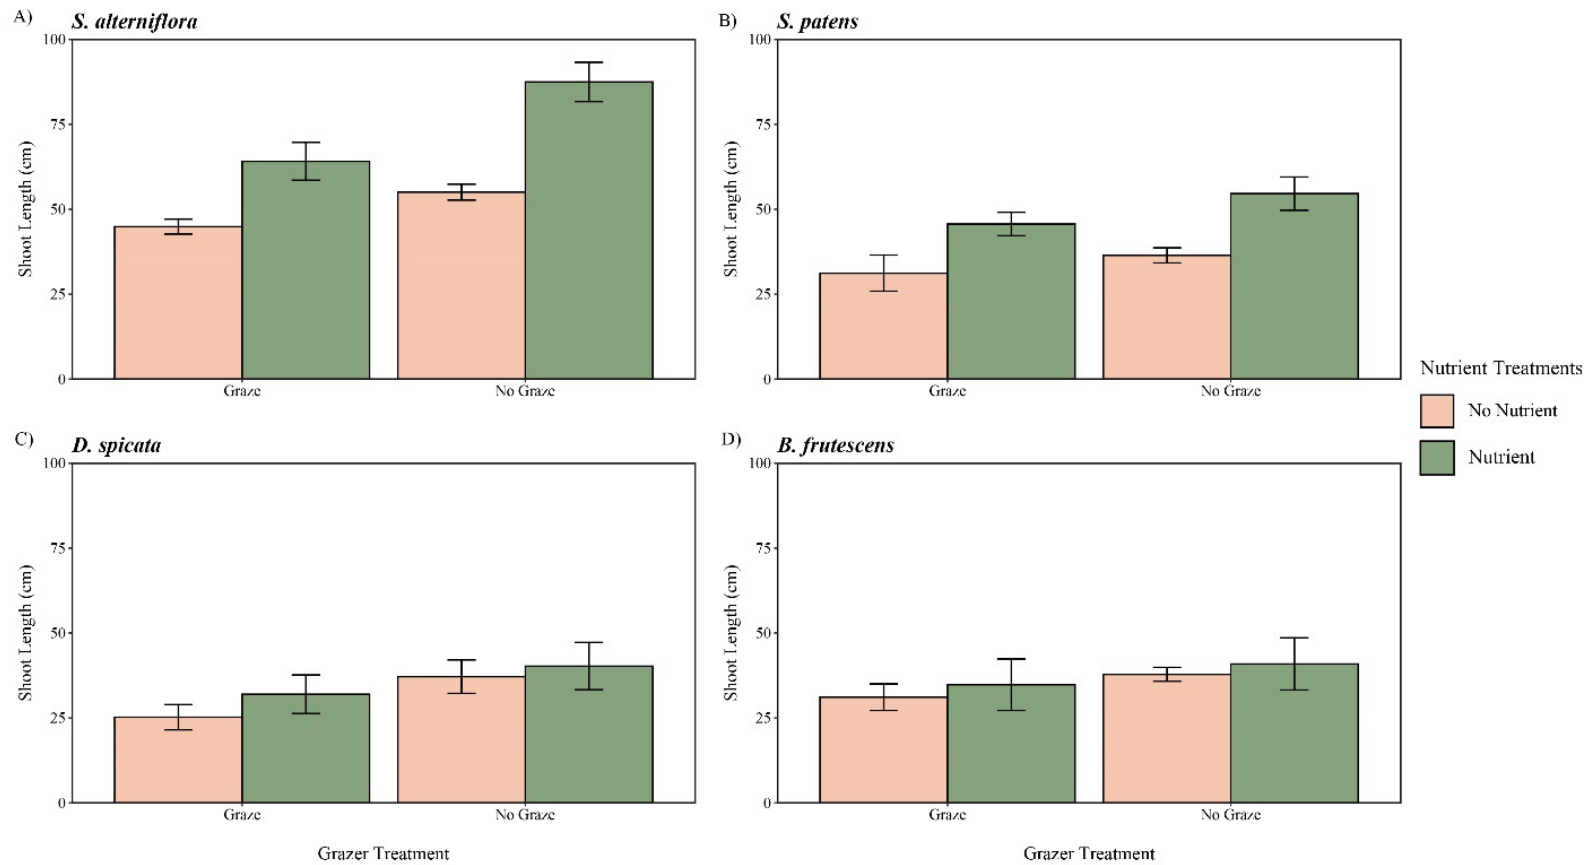 A) S. alterniflora
100
75
50
25
0
Shoot Length (cm)
Graze No Graze
B) S. patens
100
75
50
25
0
Shoot Length (cm)
Graze No Graze
Nutrient Treatments
No Nutrient
Nutrient
C) D. spicata
100
75
50
25
0
Shoot Length (cm)
Graze No Graze
Grazer Treatment
D) B. frutescens
100
75
50
25
0
Shoot Length (cm)
Graze No Graze
Grazer Treatment